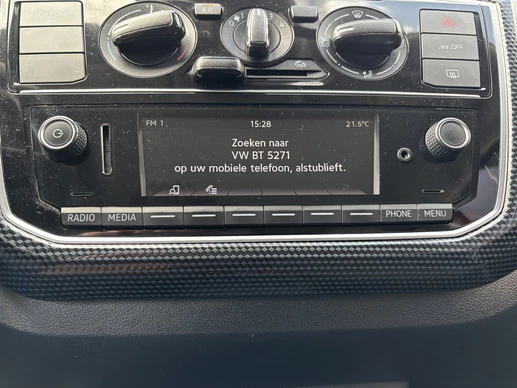 OFF
FM 1 15:28 21.5°C
Zoeken naar
VW BT 5271
op uw mobiele telefoon, alstublieft.
RADIO MEDIA PHONE MENU